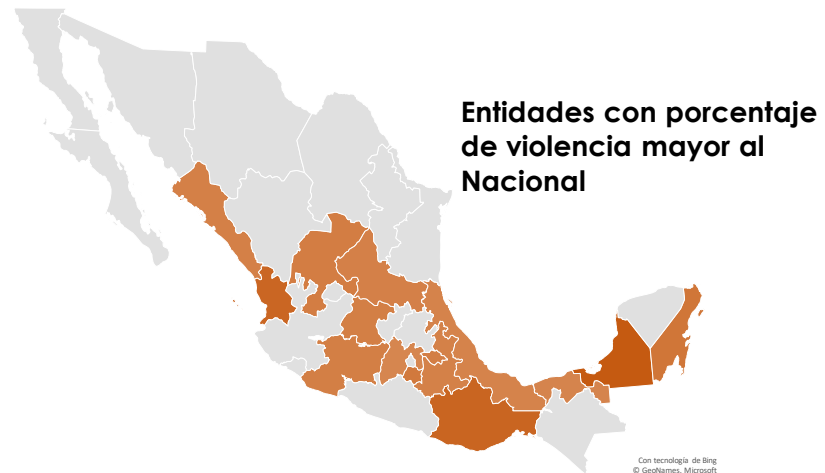 Entidades con porcentaje
de violencia mayor al
Nacional
Con tecnología de Bing
© GeoNames, Microsoft